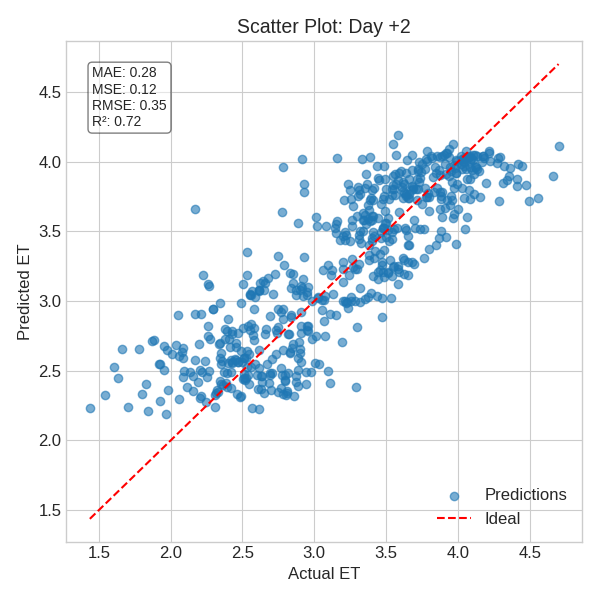 Scatter Plot: Day +2
MAE: 0.28
MSE: 0.12
RMSE: 0.35
R²: 0.72
4.5
4.0
3.5
3.0
2.5
2.0
1.5
Predicted ET
Predictions
Ideal
1.5 2.0 2.5 3.0 3.5 4.0 4.5
Actual ET